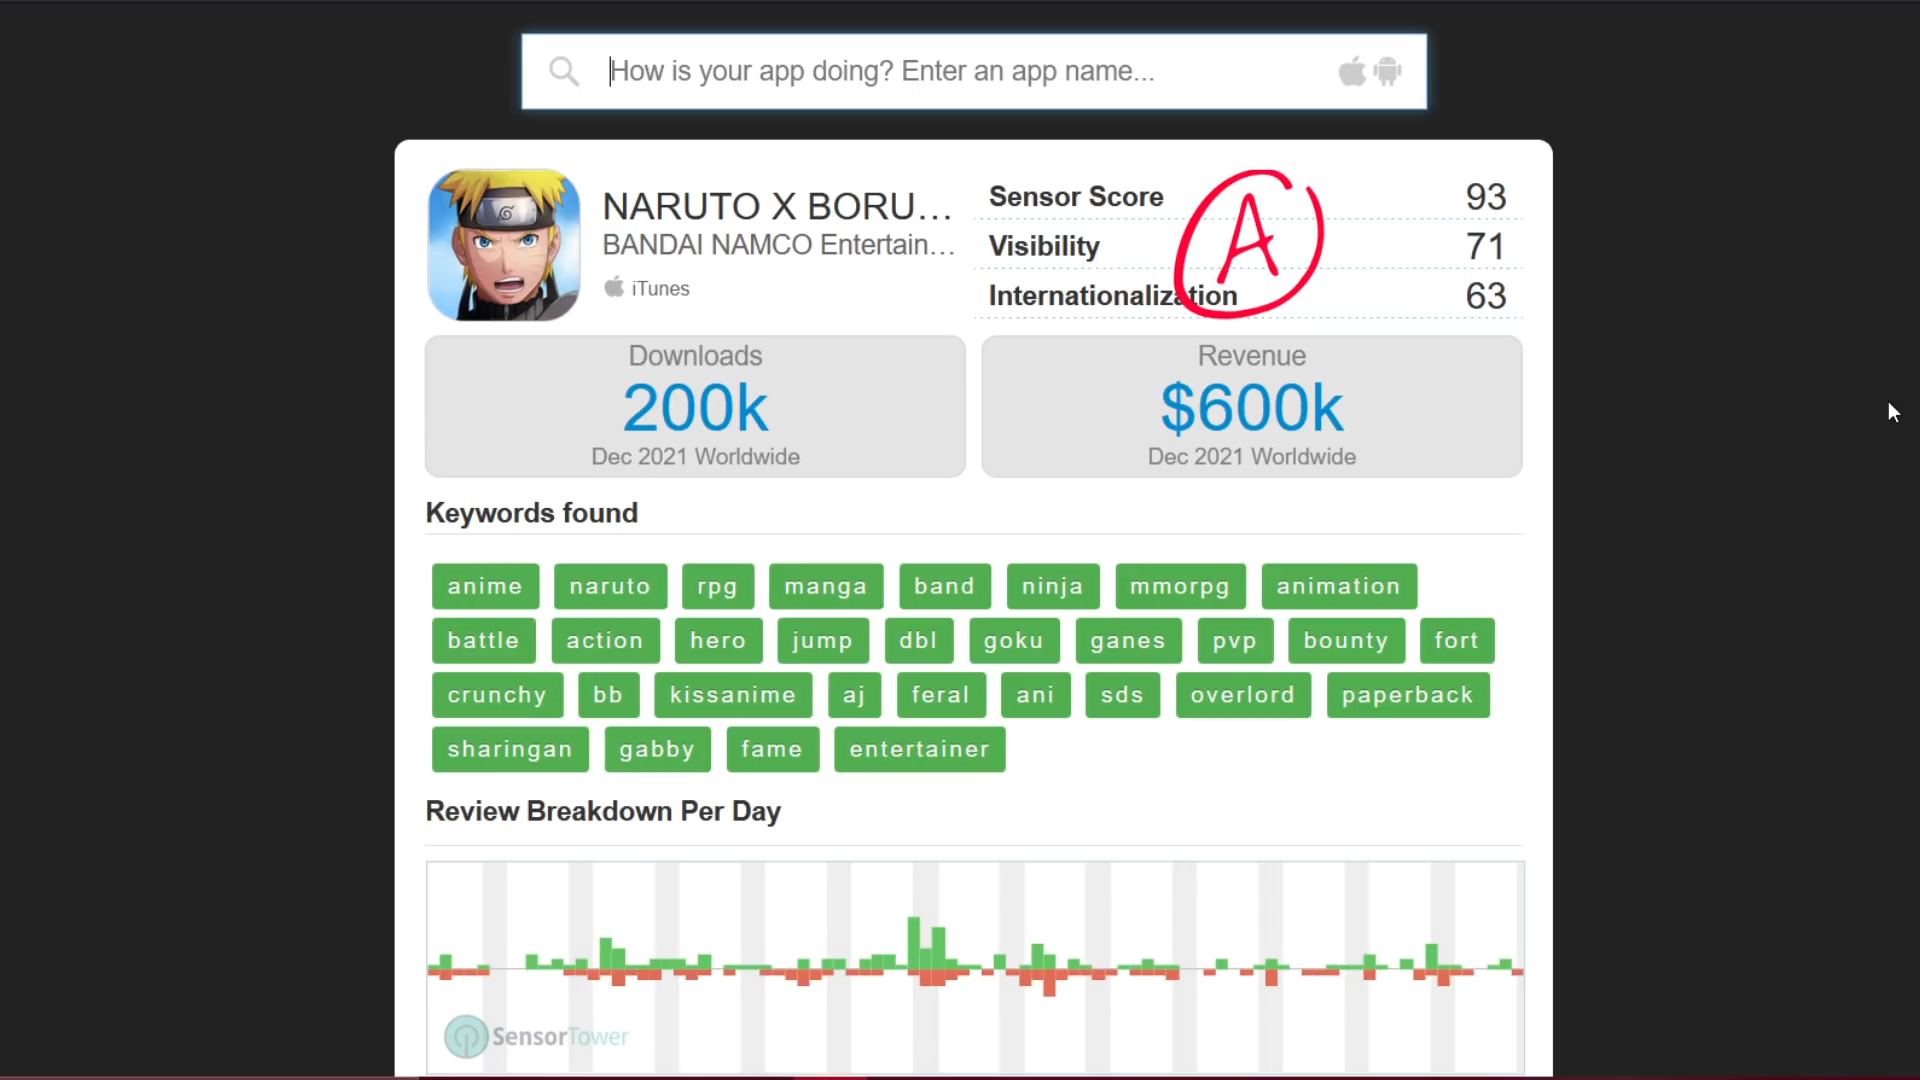 How is your app doing? Enter an app name...
NARUTO X BORU...
BANDAI NAMCO Entertain...
iTunes
Sensor Score 93
Visibility 71
Internationalization 63
A
Downloads
200k
Dec 2021 Worldwide
Revenue
$600k
Dec 2021 Worldwide
Keywords found
anime naruto rpg manga band ninja mmorpg animation
battle action hero jump dbl goku ganes pvp bounty fort
crunchy bb kissanime aj feral ani sds overlord paperback
sharingan gabby fame entertainer
Review Breakdown Per Day
SensorTower